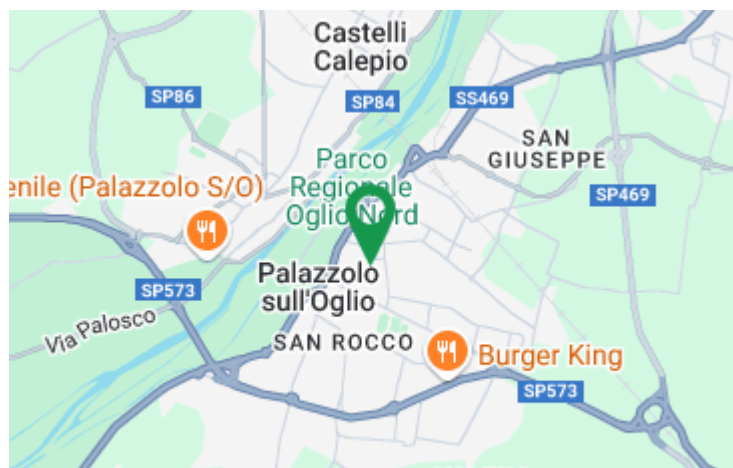 Castelli
Calepio
SP86
SP84
SS469
SAN
GIUSEPPE
Parco
Regionale
Oglio Nord
enile (Palazzolo S/O)
SP469
Palazzolo
sull'Oglio
SP573
Via Palosco
SAN ROCCO
Burger King
SP573